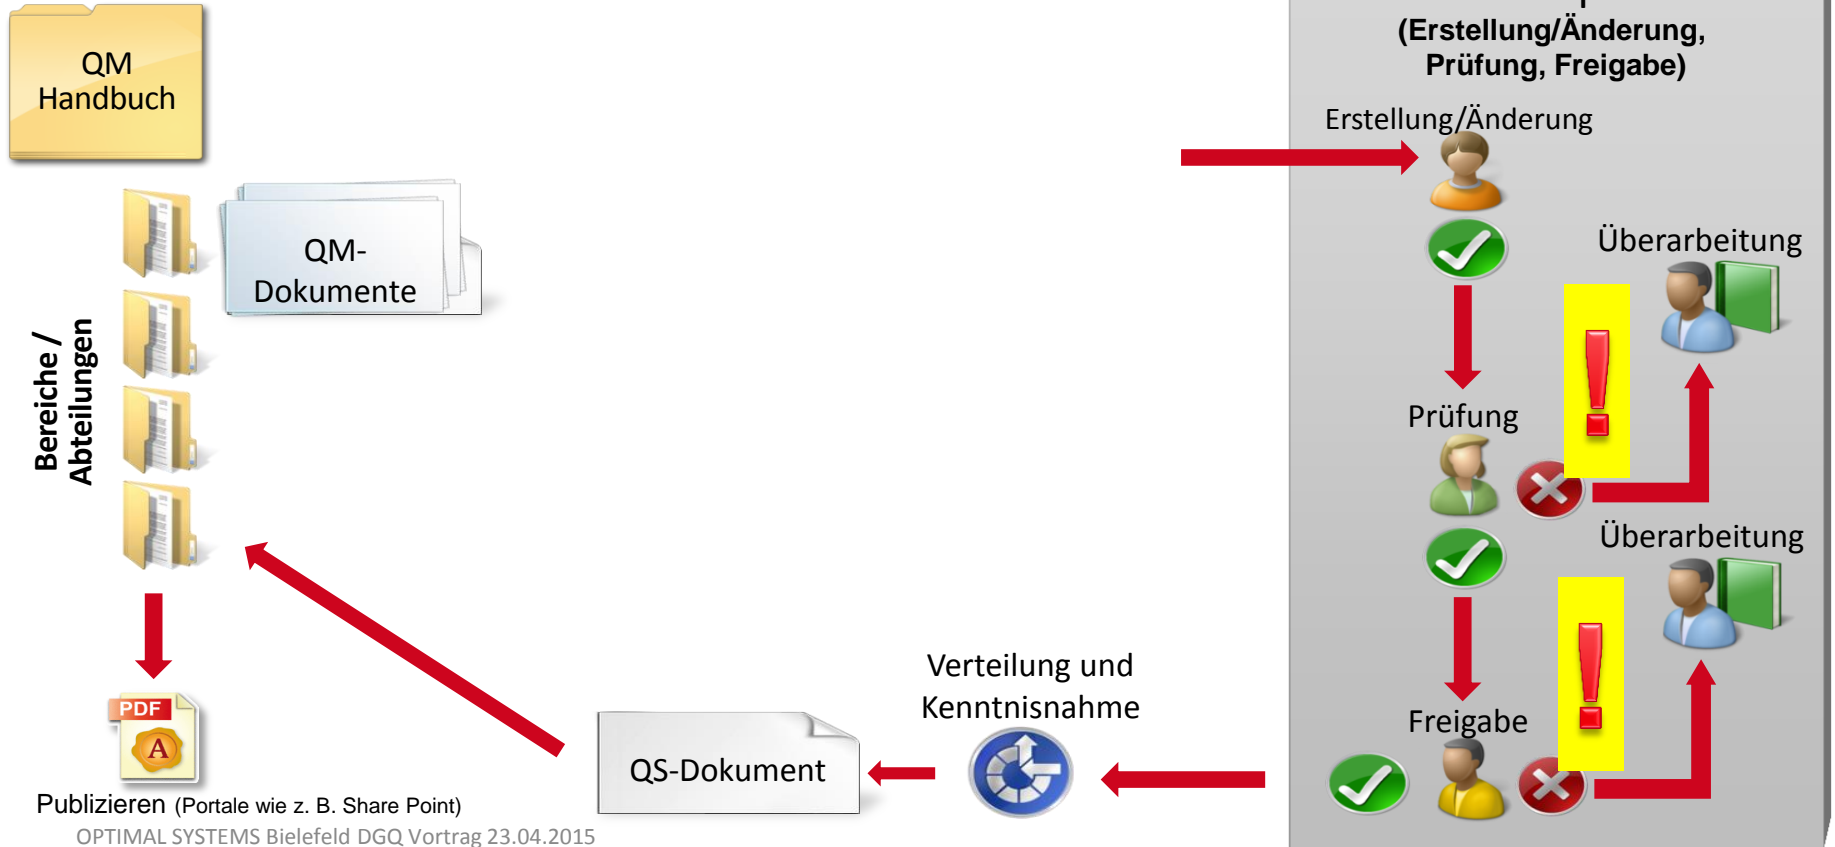 QM
Handbuch
(Erstellung/Änderung,
Prüfung, Freigabe)
Erstellung/Änderung
Überarbeitung
QM-
Dokumente
Bereiche /
Abteilungen
Prüfung
Überarbeitung
Verteilung und
Kenntnisnahme
Freigabe
QS-Dokument
PDF
A
Publizieren (Portale wie z. B. Share Point)
OPTIMAL SYSTEMS Bielefeld DGQ Vortrag 23.04.2015